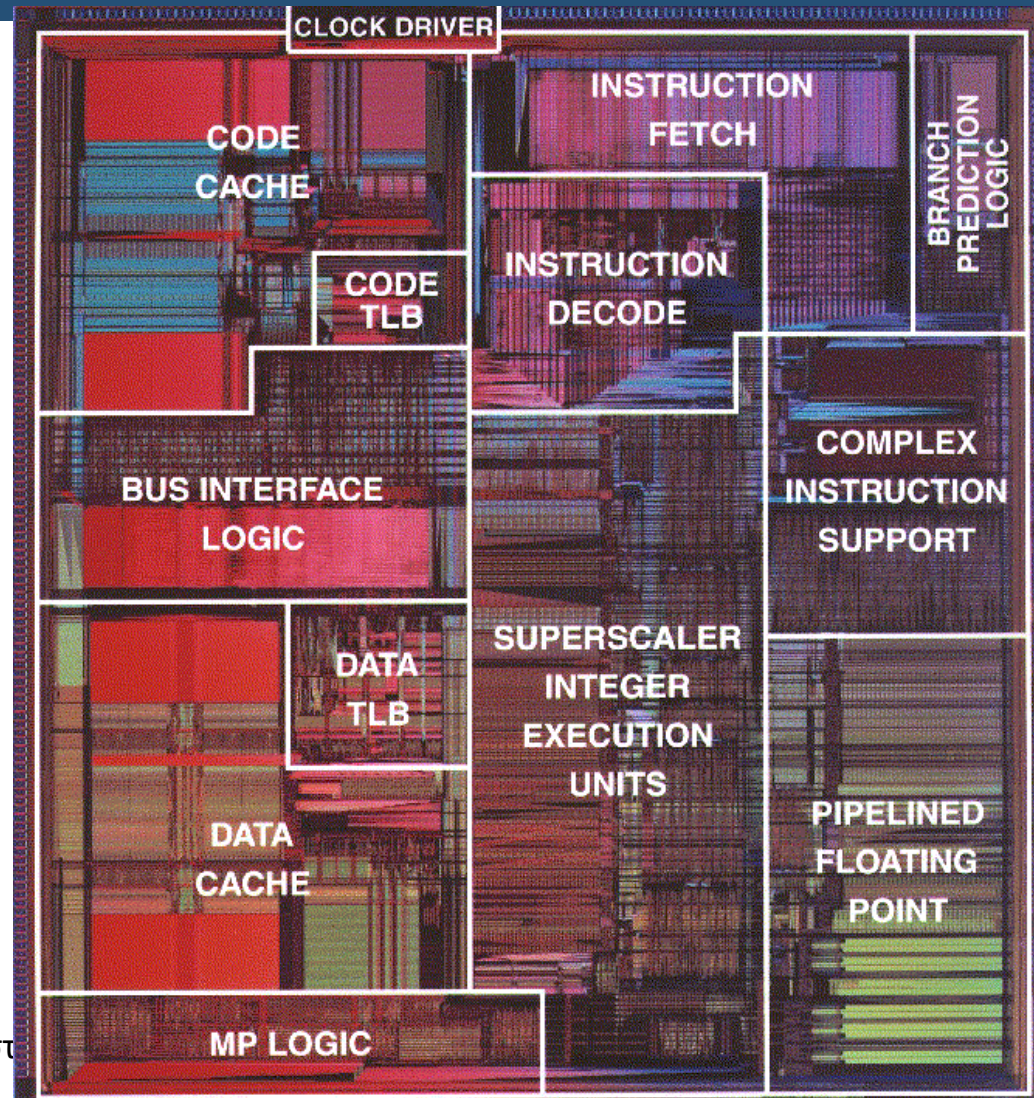 CLOCK DRIVER
CODE
CACHE
INSTRUCTION
FETCH
BRANCH
PREDICTION
LOGIC
CODE
TLB
INSTRUCTION
DECODE
BUS INTERFACE
LOGIC
COMPLEX
INSTRUCTION
SUPPORT
DATA
TLB
SUPERSCALER
INTEGER
EXECUTION
UNITS
DATA
CACHE
PIPELINED
FLOATING
POINT
MP LOGIC